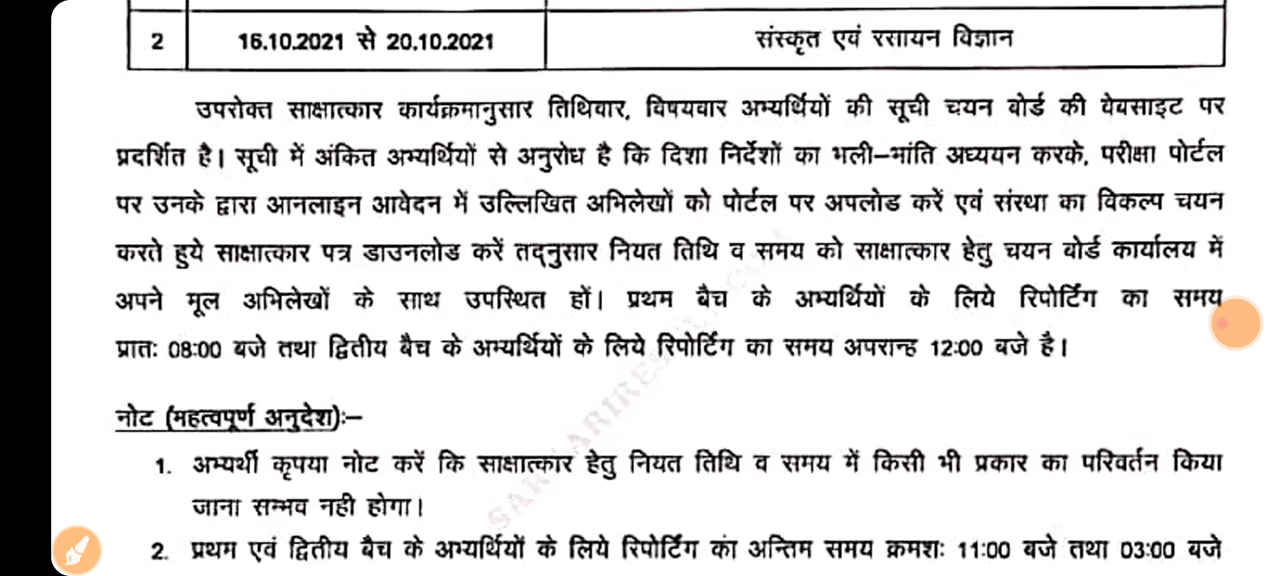 2 16.10.2021 से 20.10.2021 संस्कृत एवं रसायन विज्ञान
उपरोक्त साक्षात्कार कार्यक्रमानुसार तिथिवार, विषयवार अभ्यर्थियों की सूची चयन बोर्ड की वेबसाइट पर
प्रदर्शित है। सूची में अंकित अभ्यर्थियों से अनुरोध है कि दिशा निर्देशों का भली–भांति अध्ययन करके, परीक्षा पोर्टल
पर उनके द्वारा आनलाइन आवेदन में उल्लिखित अभिलेखों को पोर्टल पर अपलोड करें एवं संस्था का विकल्प चयन
करते हुये साक्षात्कार पत्र डाउनलोड करें तद्नुसार नियत तिथि व समय को साक्षात्कार हेतु चयन बोर्ड कार्यालय में
अपने मूल अभिलेखों के साथ उपस्थित हों। प्रथम बैच के अभ्यर्थियों के लिये रिपोर्टिंग का समय
प्रातः 08:00 बजे तथा द्वितीय बैच के अभ्यर्थियों के लिये रिपोर्टिंग का समय अपरान्ह 12:00 बजे है।
नोट (महत्वपूर्ण अनुदेश):–
1. अभ्यर्थी कृपया नोट करें कि साक्षात्कार हेतु नियत तिथि व समय में किसी भी प्रकार का परिवर्तन किया
जाना सम्भव नही होगा।
2. प्रथम एवं द्वितीय बैच के अभ्यर्थियों के लिये रिपोर्टिंग का अन्तिम समय क्रमशः 11:00 बजे तथा 03:00 बजे